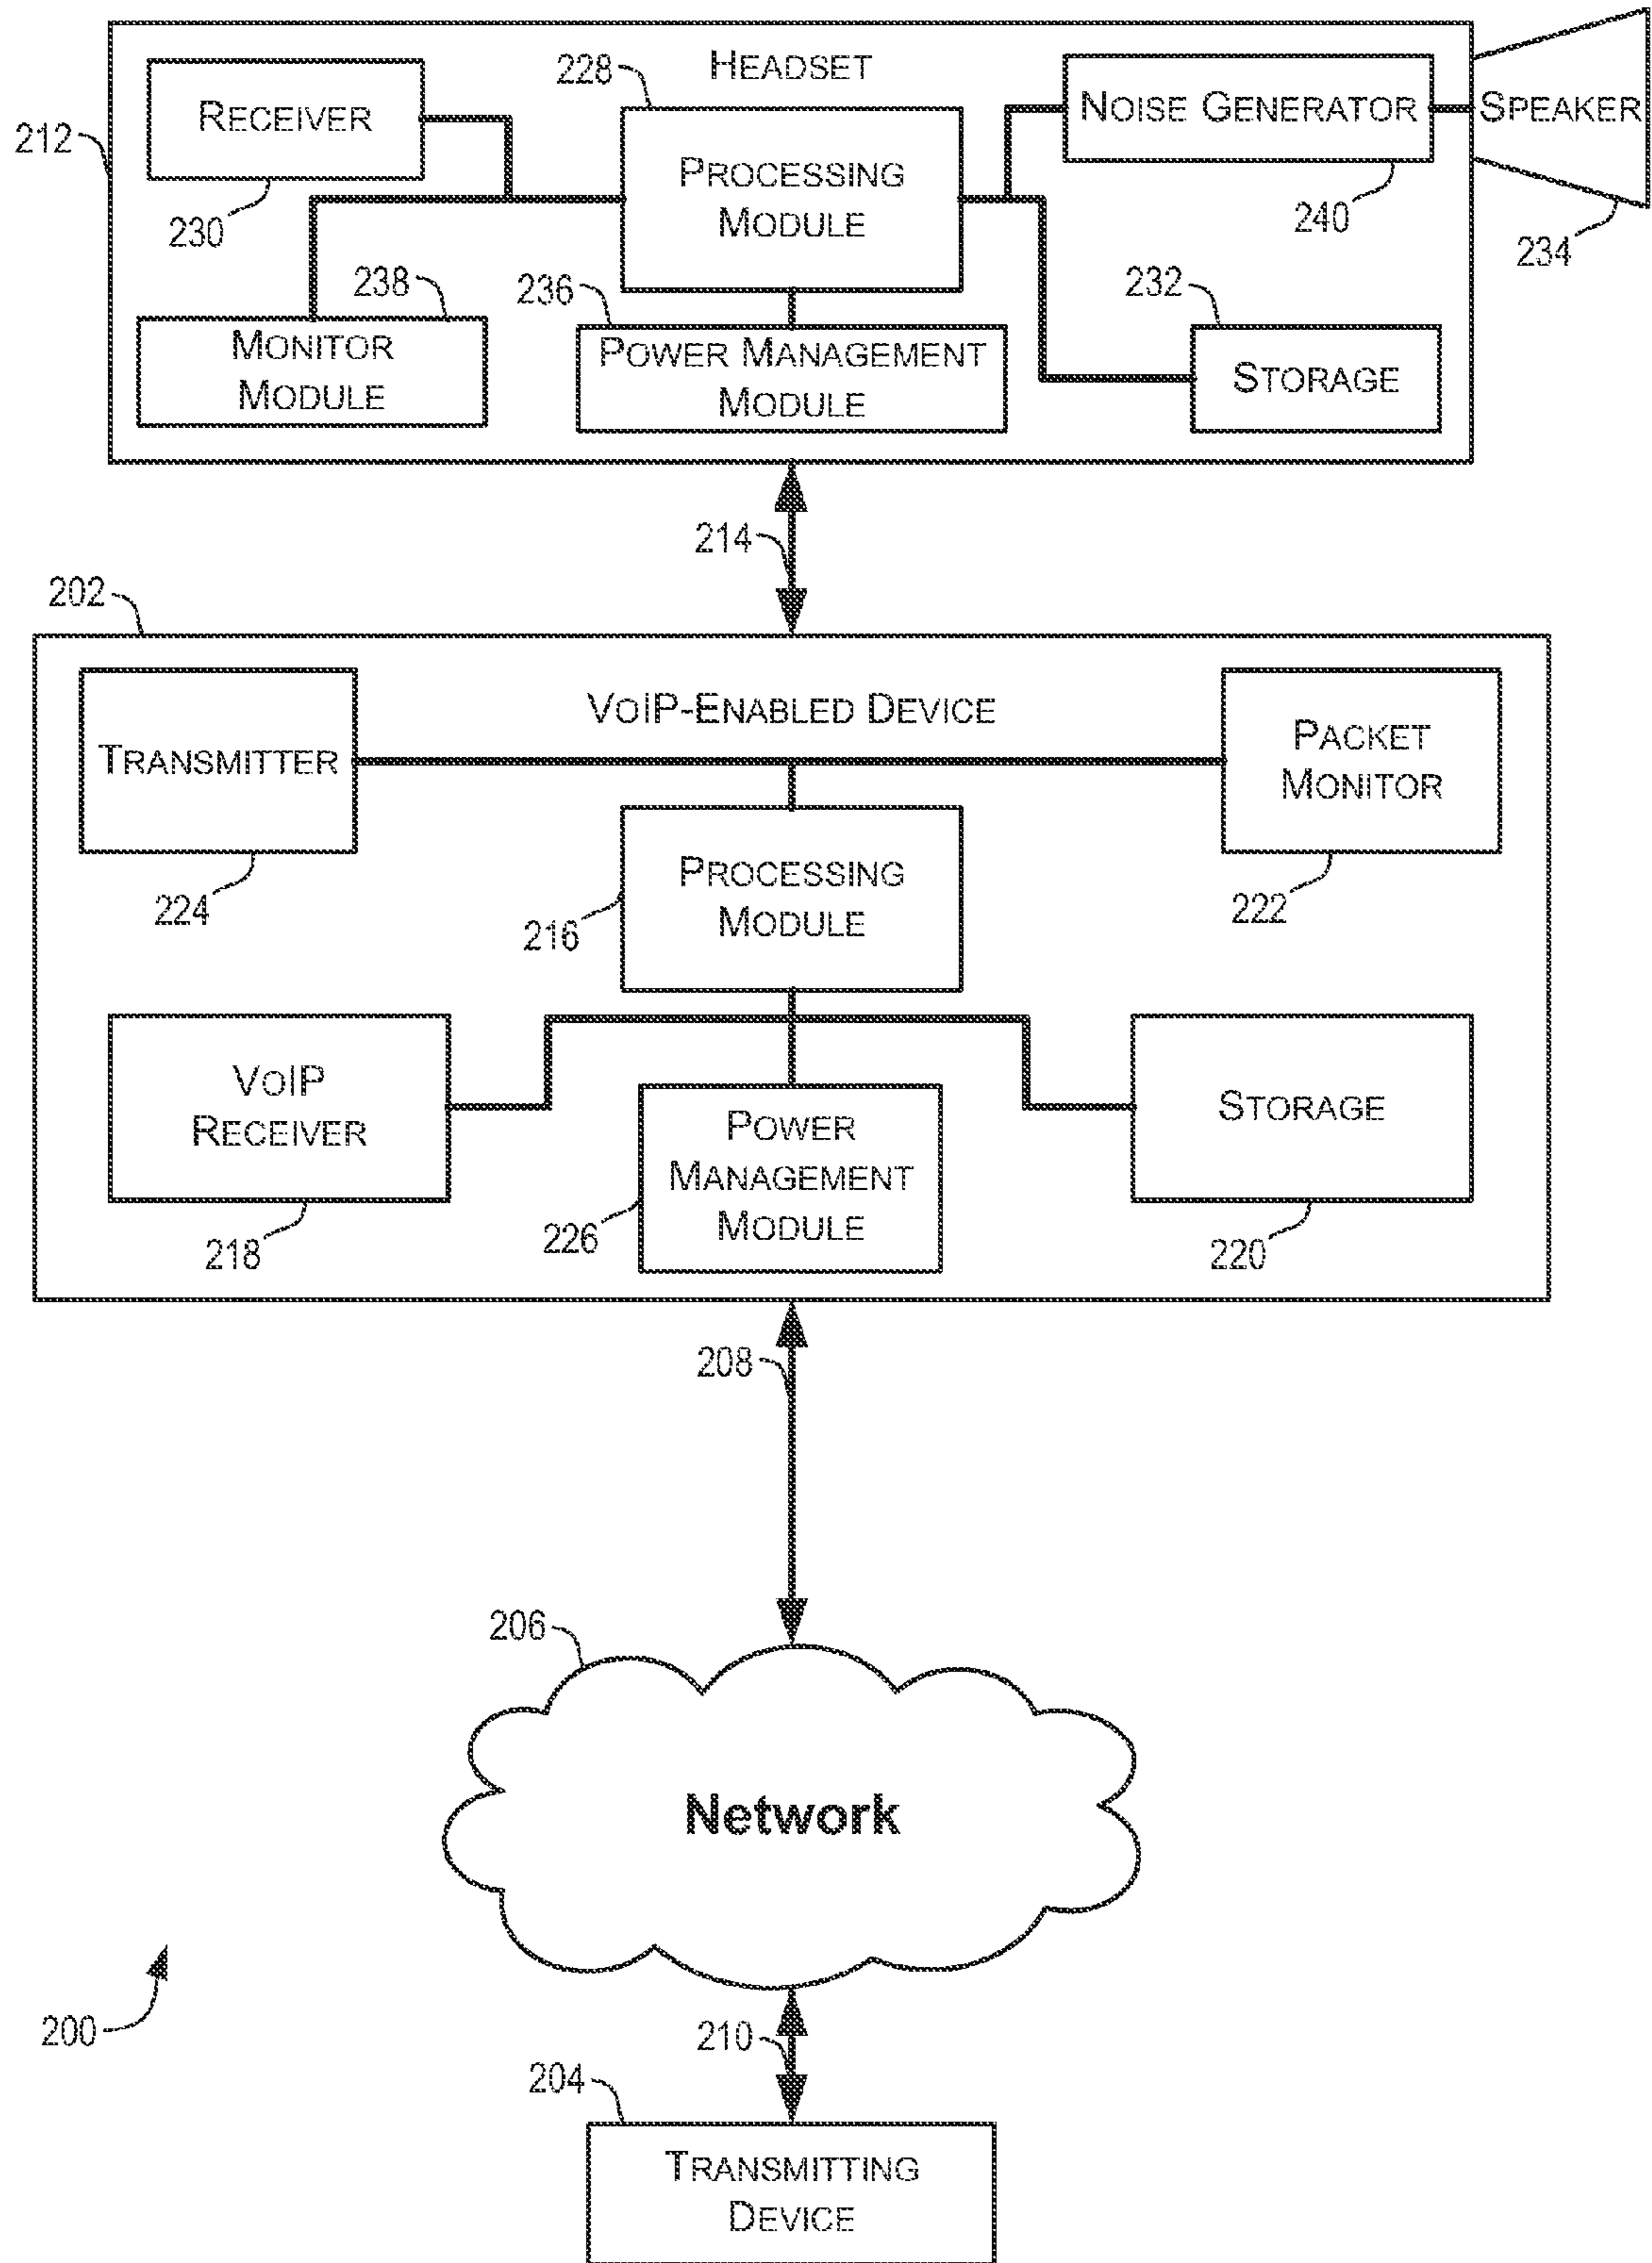 HEADSET
228
RECEIVER
NOISE GENERATOR
SPEAKER
212
PROCESSING
MODULE
230
240
234
238
236
232
MONITOR
MODULE
POWER MANAGEMENT
MODULE
STORAGE
214
202
VOIP-ENABLED DEVICE
TRANSMITTER
PACKET
MONITOR
PROCESSING
MODULE
224
216
222
VOIP
RECEIVER
POWER
MANAGEMENT
MODULE
STORAGE
218
226
220
208
206
Network
200
210
204
TRANSMITTING
DEVICE